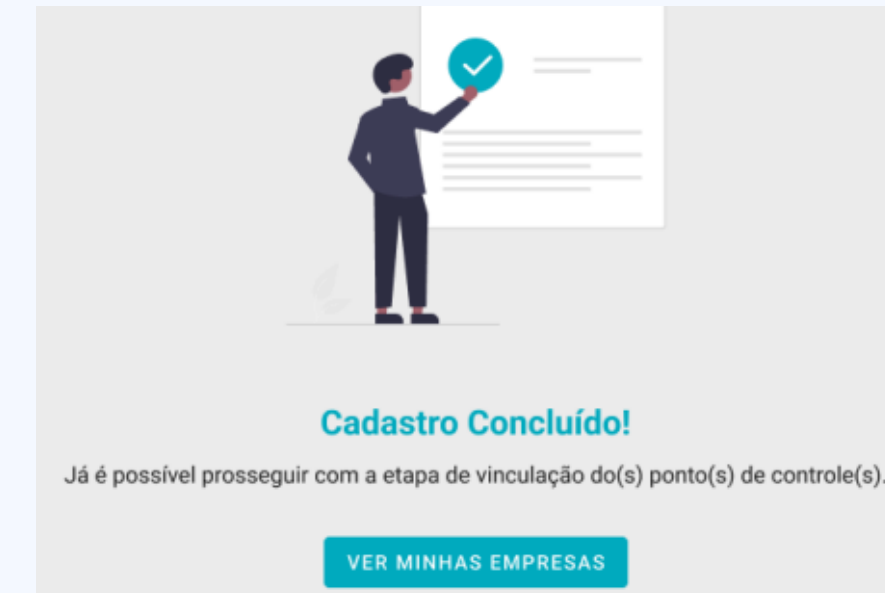 Cadastro Concluído!
Já é possível prosseguir com a etapa de vinculação do(s) ponto(s) de controle(s).
VER MINHAS EMPRESAS